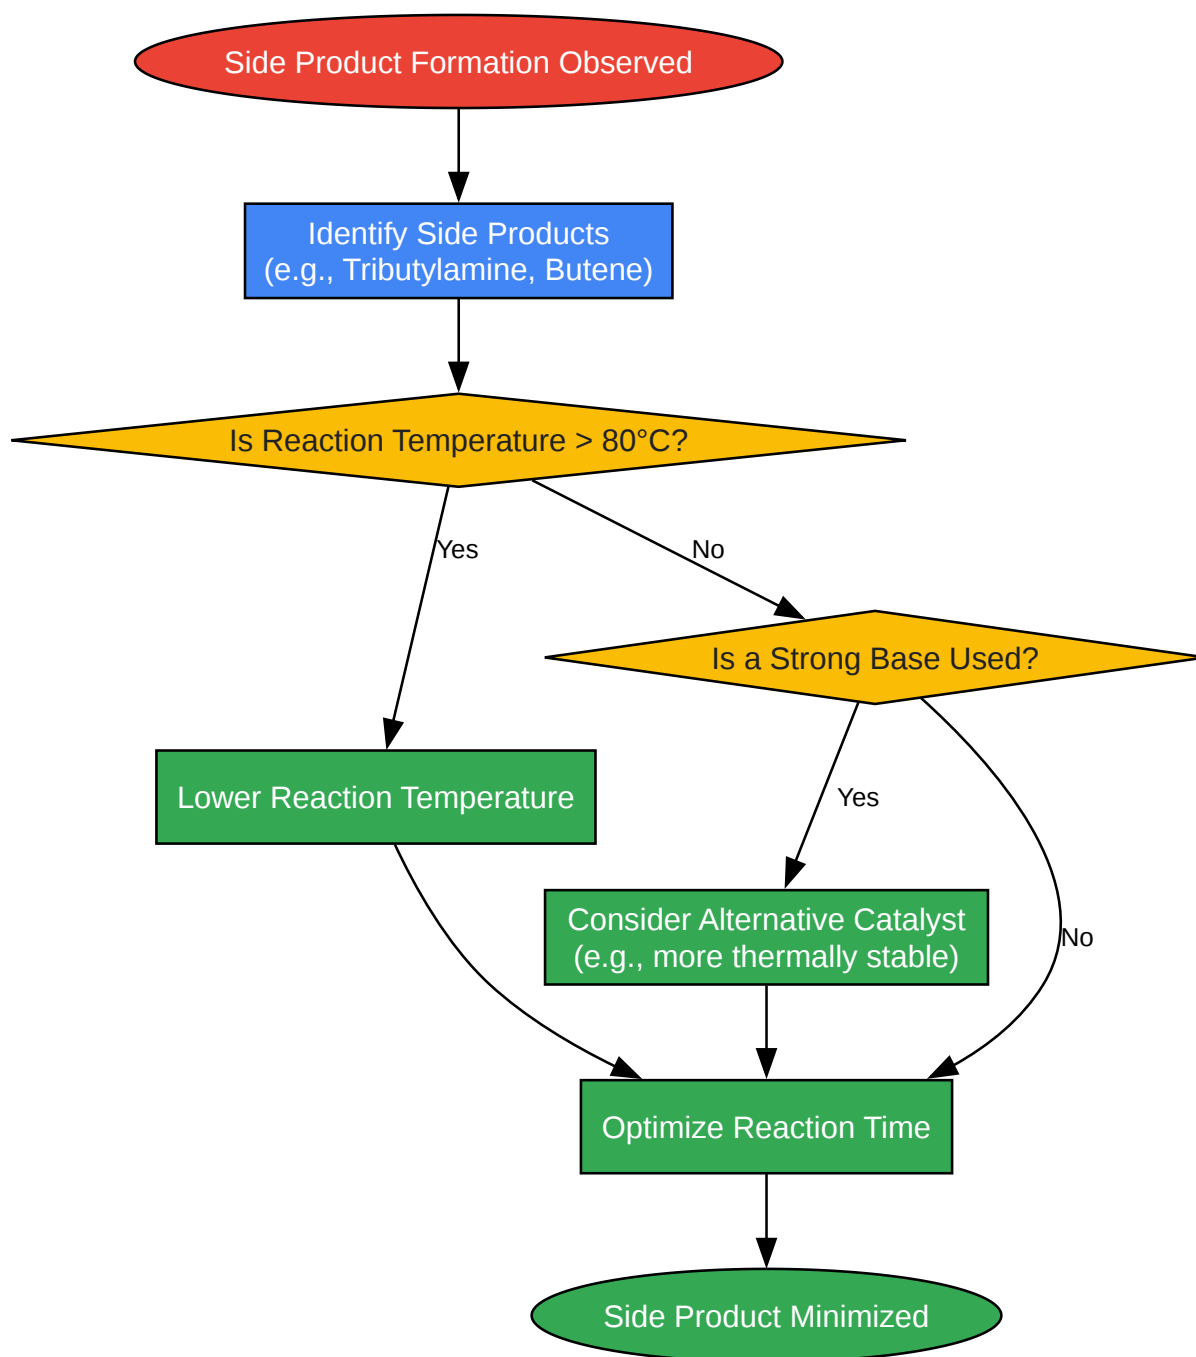 Side Product Formation Observed
Identify Side Products
(e.g., Tributylamine, Butene)
Is Reaction Temperature > 80°C?
Yes
No
Is a Strong Base Used?
Lower Reaction Temperature
Yes
Consider Alternative Catalyst
(e.g., more thermally stable)
No
Optimize Reaction Time
Side Product Minimized